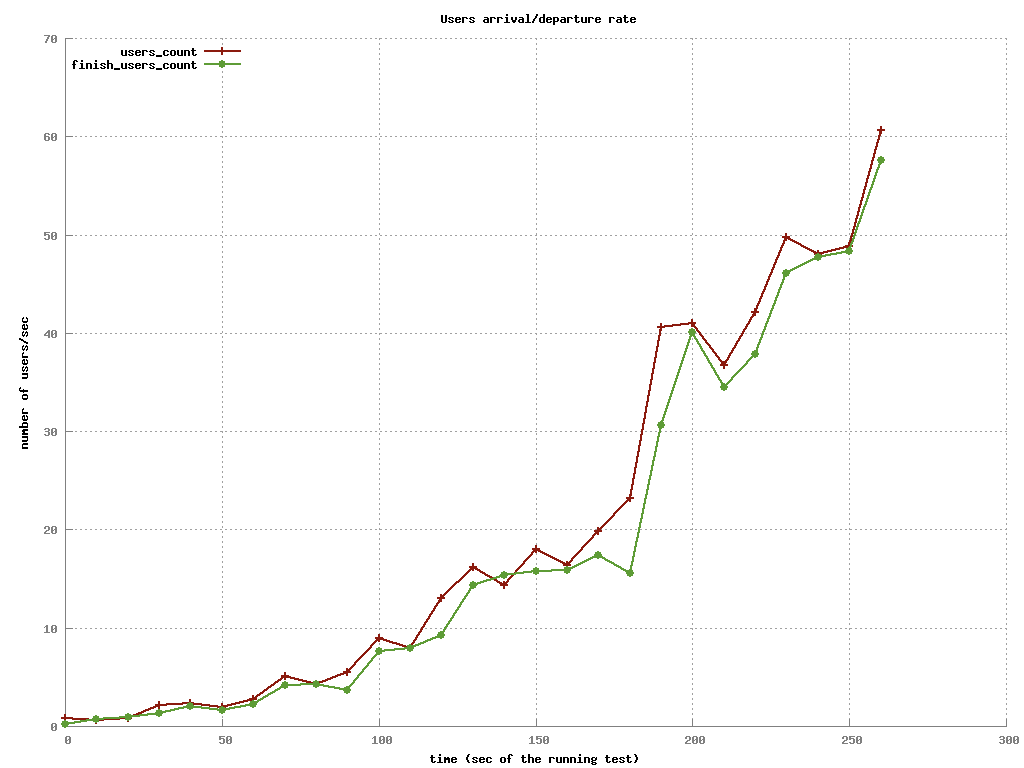 Users arrival/departure rate
users_count
finish_users_count
70
60
50
40
30
20
10
0
number of users/sec
0 50 100 150 200 250 300
time (sec of the running test)